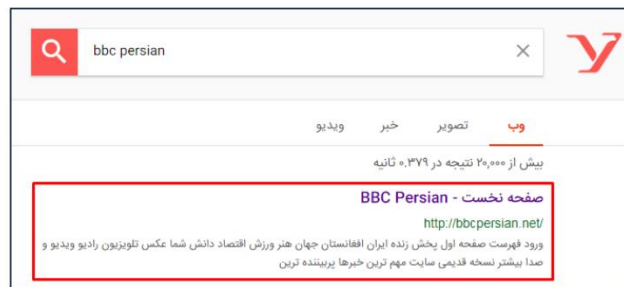 bbc persian
وب تصویر خبر ویدیو
بیش از ۲۰,۰۰۰ نتیجه در ۰.۳۷۹ ثانیه
صفحه نخست - BBC Persian
http://bbcpersian.net/
ورود فهرست صفحه اول پخش زنده ایران افغانستان جهان هنر ورزش اقتصاد دانش شما عکس تلویزیون رادیو ویدیو و
صدا بیشتر نسخه قدیمی سایت مهم ترین خبرها پربیننده ترین